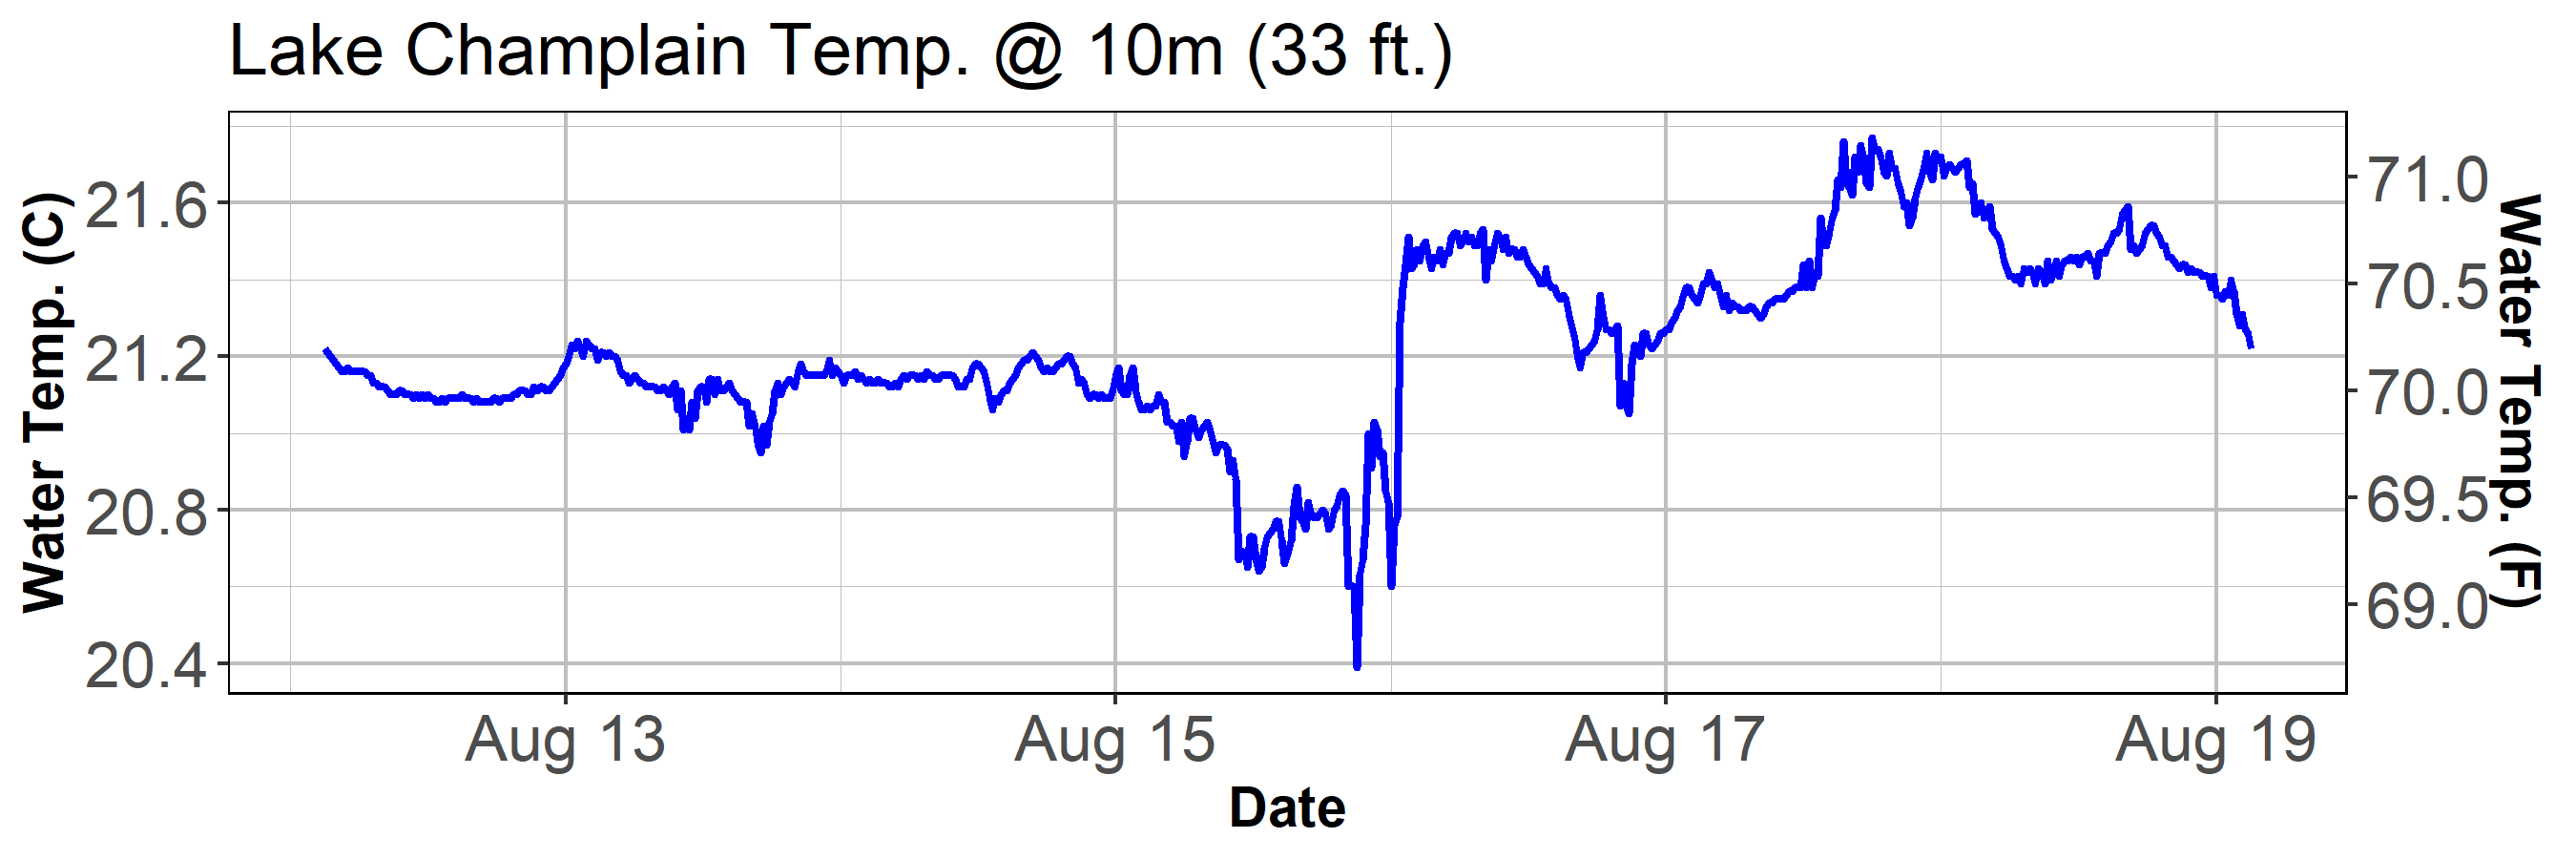 Lake Champlain Temp. @ 10m (33 ft.)
Water Temp. (C)
21.6
21.2
20.8
20.4
71.0
70.5
70.0
69.5
69.0
Water Temp. (F)
Aug 13
Aug 15
Aug 17
Aug 19
Date